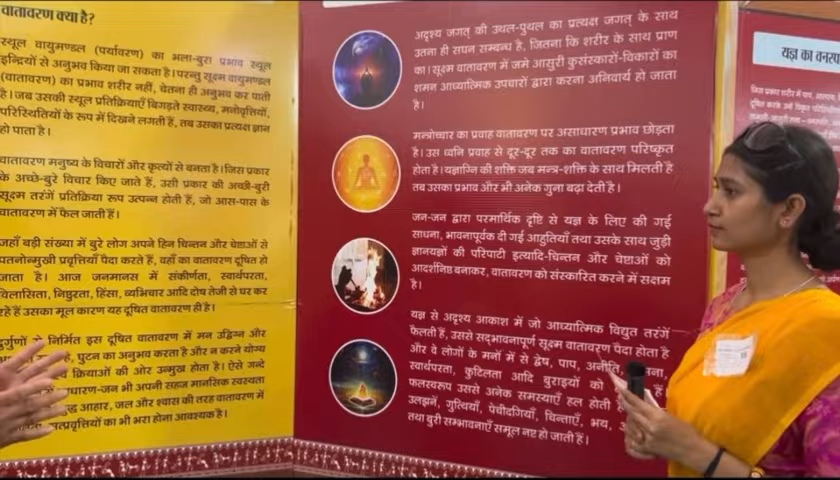 वातावरण क्या है?
स्थूल वायुमण्डल (पर्यावरण) का भला-बुरा प्रभाव स्थूल
इन्द्रियों से अनुभव किया जा सकता है। परन्तु सूक्ष्म वायुमण्डल
(वातावरण) का प्रभाव शरीर नहीं, चेतना ही अनुभव कर पाती
है। जब उसकी स्थूल प्रतिक्रियाएँ बिगड़ते स्वास्थ्य, मनोवृत्तियों,
परिस्थितियों के रूप में दिखने लगती हैं, तब उसका प्रत्यक्ष ज्ञान
हो पाता है।
वातावरण मनुष्य के विचारों और कृत्यों से बनता है। जिस प्रकार
के अच्छे-बुरे विचार किए जाते हैं, उसी प्रकार की अच्छी-बुरी
सूक्ष्म तरंगें प्रतिक्रिया रूप उत्पन्न होती हैं, जो आस-पास के
वातावरण में फैल जाती हैं।
जहाँ बड़ी संख्या में बुरे लोग अपने हिन चिन्तन और चेष्टाओं से
पतनोन्मुखी प्रवृत्तियाँ पैदा करते हैं, वहाँ का वातावरण दूषित हो
जाता है। आज जनमानस में संकीर्णता, स्वार्थपरता,
विलासिता, निष्ठुरता, हिंसा, व्यभिचार आदि दोष तेजी से घर कर
रहे हैं उसका मूल कारण यह दूषित वातावरण ही है।
दुर्गुणों से निर्मित इस दूषित वातावरण में मन उद्विग्न और
घुटन का अनुभव करता है और न करने योग्य
क्रियाओं की ओर उन्मुख होता है। ऐसे गन्दे
साधारण-जन भी अपनी सहज मानसिक स्वस्थता
आहार, जल और श्वास की तरह वातावरण में
सत्प्रवृत्तियों का भी भरा होना आवश्यक है।
अदृश्य जगत् की उथल-पुथल का प्रत्यक्ष जगत् के साथ
उतना ही सघन सम्बन्ध है, जितना कि शरीर के साथ प्राण
का। सूक्ष्म वातावरण में जमे आसुरी कुसंस्कारों-विकारों का
शमन आध्यात्मिक उपचारों द्वारा करना अनिवार्य हो जाता
है।
मन्त्रोच्चार का प्रवाह वातावरण पर असाधारण प्रभाव छोड़ता
है। उस ध्वनि प्रवाह से दूर-दूर तक का वातावरण परिष्कृत
होता है। यज्ञाग्नि की शक्ति जब मन्त्र-शक्ति के साथ मिलती है
तब उसका प्रभाव और भी अनेक गुना बढ़ा देती है।
जन-जन द्वारा परमार्थिक दृष्टि से यज्ञ के लिए की गई
साधना, भावनापूर्वक दी गई आहुतियाँ तथा उसके साथ जुड़ी
ज्ञानयज्ञों की परिपाटी इत्यादि-चिन्तन और चेष्टाओं को
आदर्शनिष्ठ बनाकर, वातावरण को संस्कारित करने में सक्षम
है।
यज्ञ से अदृश्य आकाश में जो आध्यात्मिक विद्युत तरंगें
फैलती हैं, उससे सद्भावनापूर्ण सूक्ष्म वातावरण पैदा होता है
और वे लोगों के मनों में से द्वेष, पाप, अनीति,
स्वार्थपरता, कुटिलता आदि बुराइयों को हैं
फलस्वरूप उससे अनेक समस्याएँ हल होती
उलझनें, गुत्थियाँ, पेचीदगियाँ, चिन्ताएँ, भय,
तथा बुरी सम्भावनाएँ समूल नष्ट हो जाती हैं।
यज्ञ का वनस्प